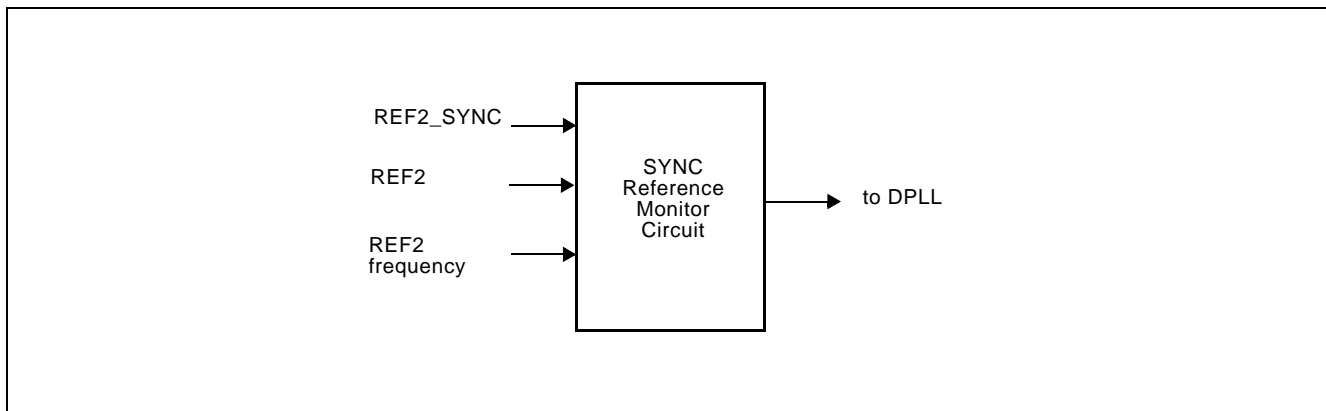 REF2_SYNC
REF2
REF2
frequency
SYNC
Reference
Monitor
Circuit
to DPLL